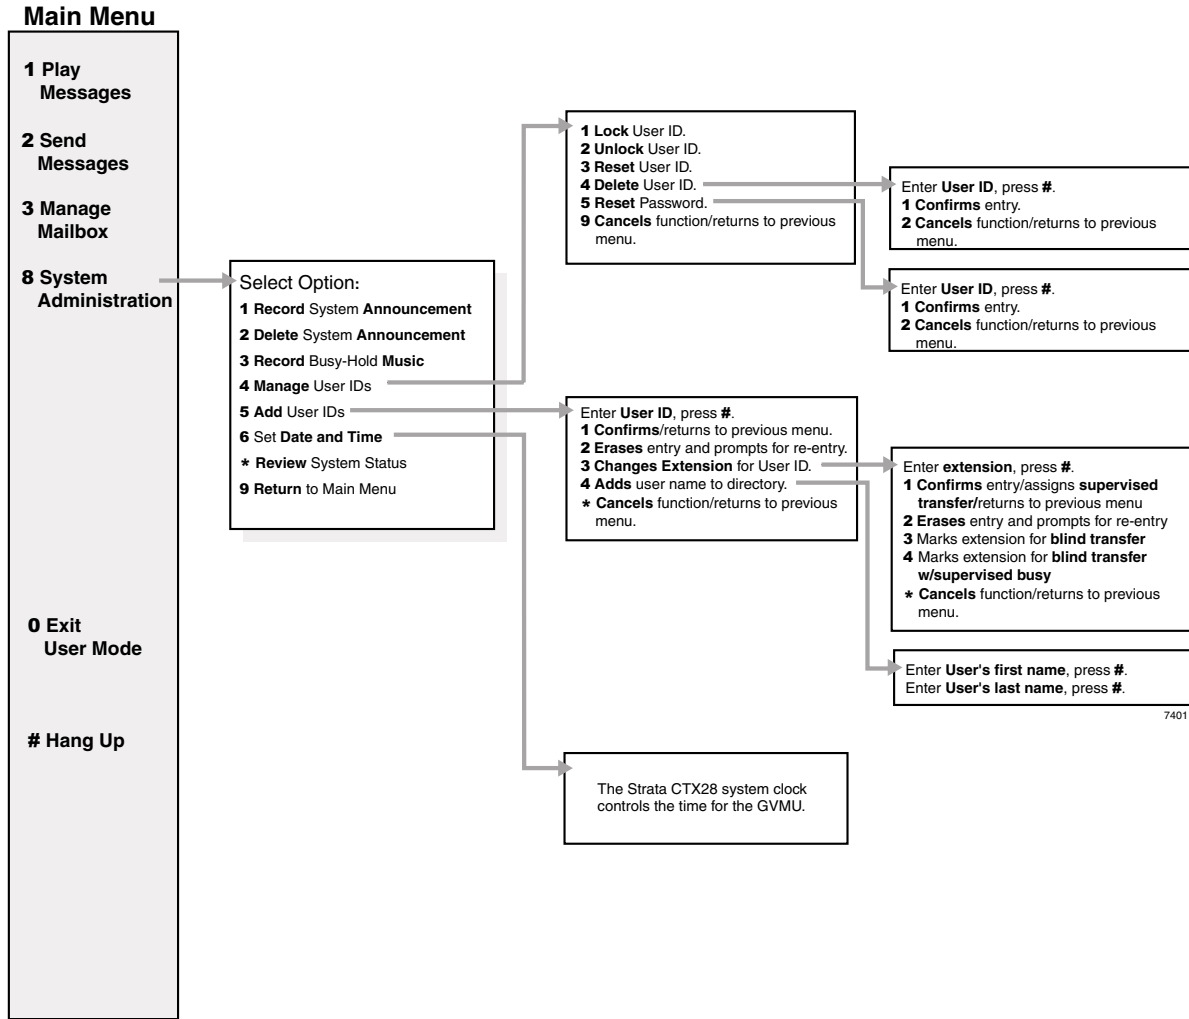 Main Menu
1 Play
Messages
2 Send
Messages
3 Manage
Mailbox
8 System
Administration
0 Exit
User Mode
# Hang Up
Select Option:
1 Record System Announcement
2 Delete System Announcement
3 Record Busy-Hold Music
4 Manage User IDs
5 Add User IDs
6 Set Date and Time
* Review System Status
9 Return to Main Menu
1 Lock User ID.
2 Unlock User ID.
3 Reset User ID.
4 Delete User ID.
5 Reset Password.
9 Cancels function/returns to previous
menu.
Enter User ID, press #.
1 Confirms entry.
2 Cancels function/returns to previous
menu.
Enter User ID, press #.
1 Confirms entry.
2 Cancels function/returns to previous
menu.
Enter User ID, press #.
1 Confirms/returns to previous menu.
2 Erases entry and prompts for re-entry.
3 Changes Extension for User ID.
4 Adds user name to directory.
* Cancels function/returns to previous
menu.
Enter extension, press #.
1 Confirms entry/assigns supervised
transfer/returns to previous menu
2 Erases entry and prompts for re-entry
3 Marks extension for blind transfer
4 Marks extension for blind transfer
w/supervised busy
* Cancels function/returns to previous
menu.
Enter User's first name, press #.
Enter User's last name, press #.
7401
The Strata CTX28 system clock
controls the time for the GVMU.